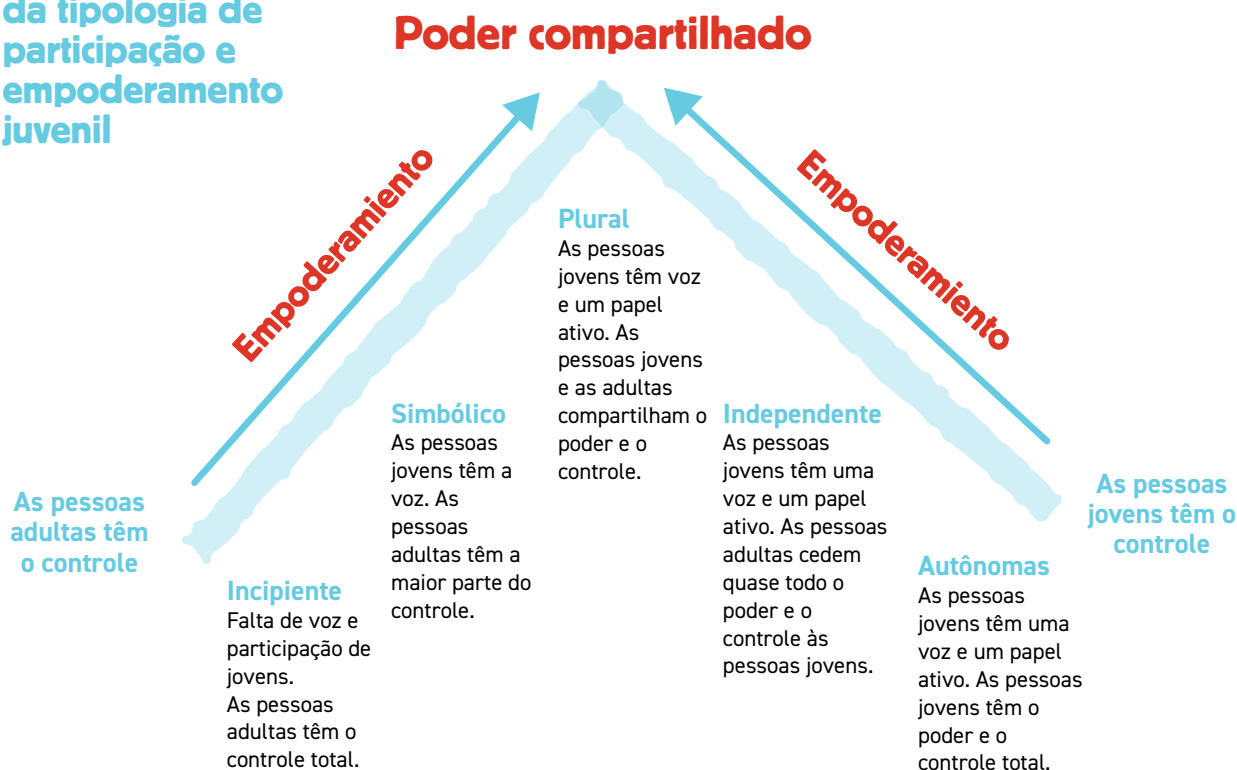 da tipologia de
participação e
empoderamento
juvenil
Poder compartilhado
Empoderamiento
Empoderamiento
As pessoas
adultas têm
o controle
Incipiente
Falta de voz e
participação de
jovens.
As pessoas
adultas têm o
controle total.
Simbólico
As pessoas
jovens têm a
voz. As
pessoas
adultas têm a
maior parte do
controle.
Plural
As pessoas
jovens têm voz
e um papel
ativo. As
pessoas jovens
e as adultas
compartilham o
poder e o
controle.
Independente
As pessoas
jovens têm uma
voz e um papel
ativo. As pessoas
adultas cedem
quase todo o
poder e o
controle às
pessoas jovens.
Autônomas
As pessoas
jovens têm uma
voz e um papel
ativo. As pessoas
jovens têm o
poder e o
controle total.
As pessoas
jovens têm o
controle